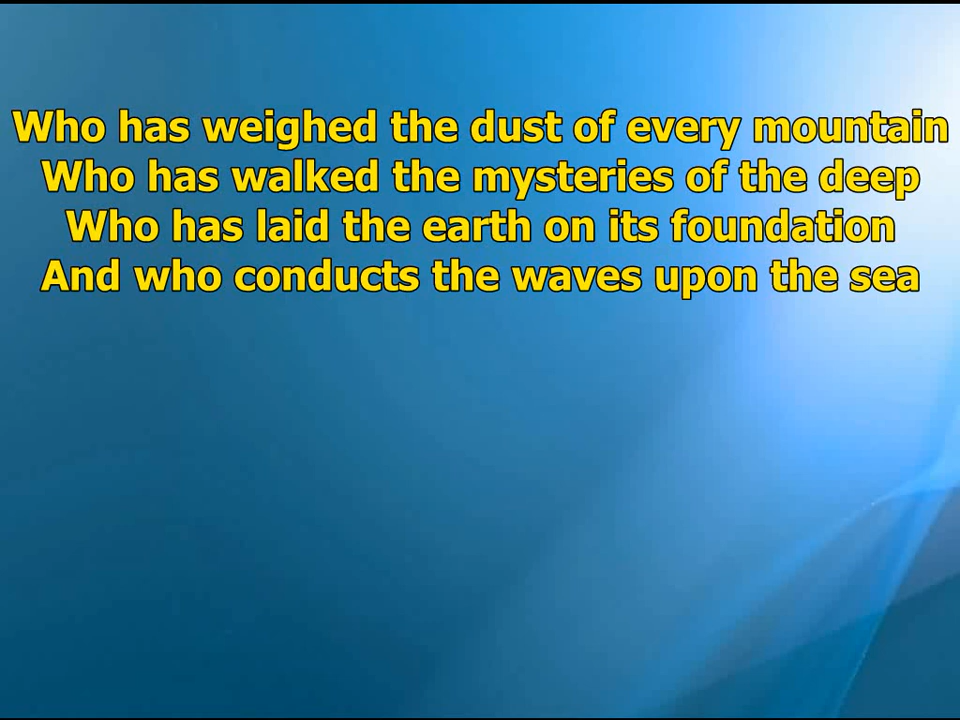 Who has weighed the dust of every mountain
Who has walked the mysteries of the deep
Who has laid the earth on its foundation
And who conducts the waves upon the sea